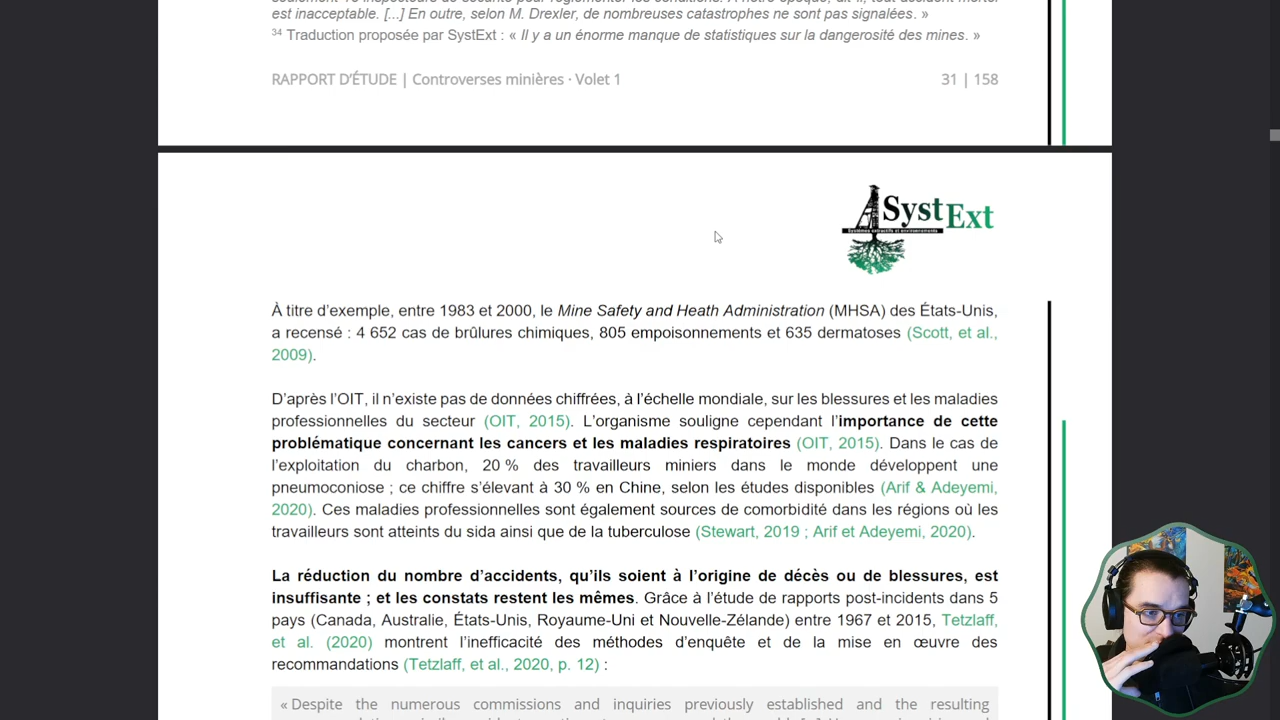 est inacceptable. [...] En outre, selon M. Drexler, de nombreuses catastrophes ne sont pas signalées. »
34 Traduction proposée par SystExt : « Il y a un énorme manque de statistiques sur la dangerosité des mines. »
RAPPORT D'ÉTUDE | Controverses minières · Volet 1
31 | 158
SystExt
Systèmes extractifs et environnements
À titre d'exemple, entre 1983 et 2000, le Mine Safety and Heath Administration (MHSA) des États-Unis,
a recensé : 4 652 cas de brûlures chimiques, 805 empoisonnements et 635 dermatoses (Scott, et al.,
2009).
D'après l'OIT, il n'existe pas de données chiffrées, à l'échelle mondiale, sur les blessures et les maladies
professionnelles du secteur (OIT, 2015). L'organisme souligne cependant l'importance de cette
problématique concernant les cancers et les maladies respiratoires (OIT, 2015). Dans le cas de
l'exploitation du charbon, 20 % des travailleurs miniers dans le monde développent une
pneumoconiose ; ce chiffre s'élevant à 30 % en Chine, selon les études disponibles (Arif & Adeyemi,
2020). Ces maladies professionnelles sont également sources de comorbidité dans les régions où les
travailleurs sont atteints du sida ainsi que de la tuberculose (Stewart, 2019 ; Arif et Adeyemi, 2020).
La réduction du nombre d'accidents, qu'ils soient à l'origine de décès ou de blessures, est
insuffisante ; et les constats restent les mêmes. Grâce à l'étude de rapports post-incidents dans 5
pays (Canada, Australie, États-Unis, Royaume-Uni et Nouvelle-Zélande) entre 1967 et 2015, Tetzlaff,
et al. (2020) montrent l'inefficacité des méthodes d'enquête et de la mise en œuvre des
recommandations (Tetzlaff, et al., 2020, p. 12) :
« Despite the numerous commissions and inquiries previously established and the resulting